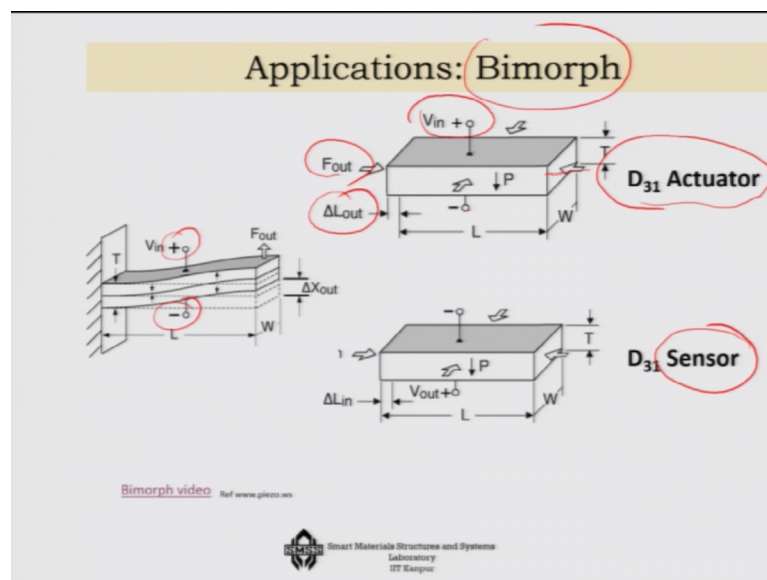 Applications: Bimorph
Vin +
Fout
T
P
D31 Actuator
ΔLout
-
W
L
Vin +
Fout
T
ΔXout
-
L
W
-
T
P
D31 Sensor
ΔLin
Vout+
W
L
Bimorph video Ref www.piezo.ws
SMSS
Smart Materials Structures and Systems
Laboratory
IIT Kanpur